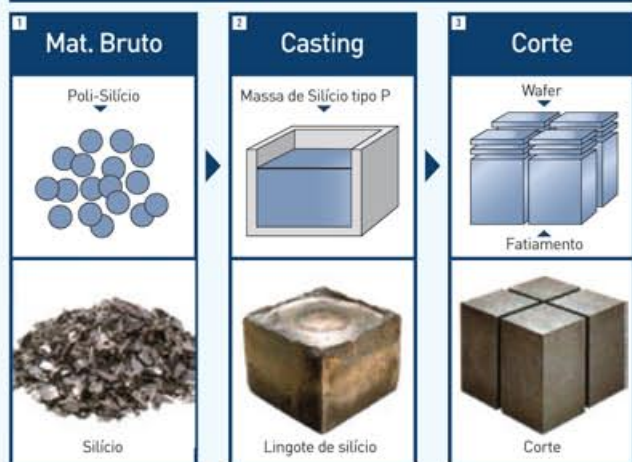 1
Mat. Bruto
Poli-Silício
Silício
2
Casting
Massa de Silício tipo P
Lingote de silício
3
Corte
Wafer
Fatiamento
Corte